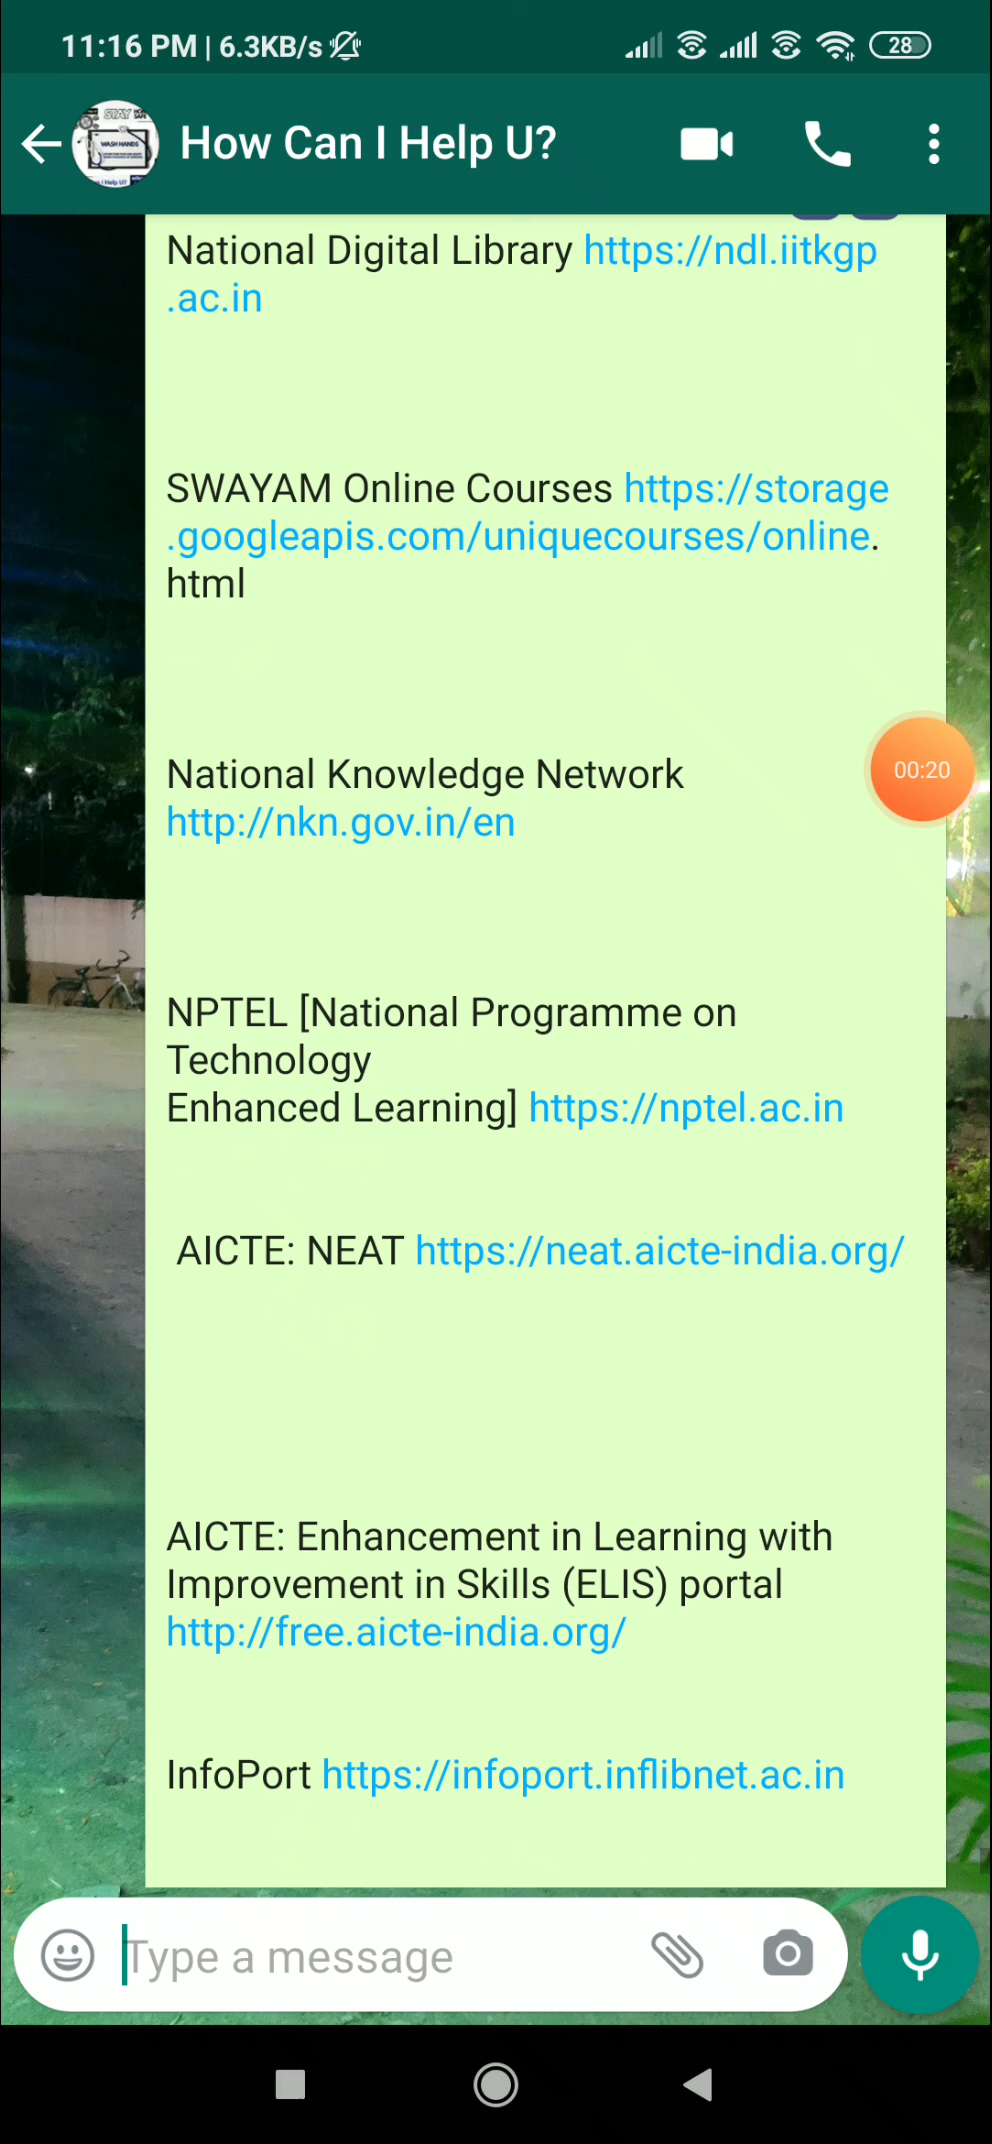 11:16 PM | 6.3KB/s
28
STAY
WASH HANDS
How Can I Help U?
National Digital Library https://ndl.iitkgp
.ac.in
SWAYAM Online Courses https://storage
.googleapis.com/uniquecourses/online.
html
National Knowledge Network
http://nkn.gov.in/en
00:20
NPTEL [National Programme on
Technology
Enhanced Learning] https://nptel.ac.in
AICTE: NEAT https://neat.aicte-india.org/
AICTE: Enhancement in Learning with
Improvement in Skills (ELIS) portal
http://free.aicte-india.org/
InfoPort https://infoport.inflibnet.ac.in
Type a message